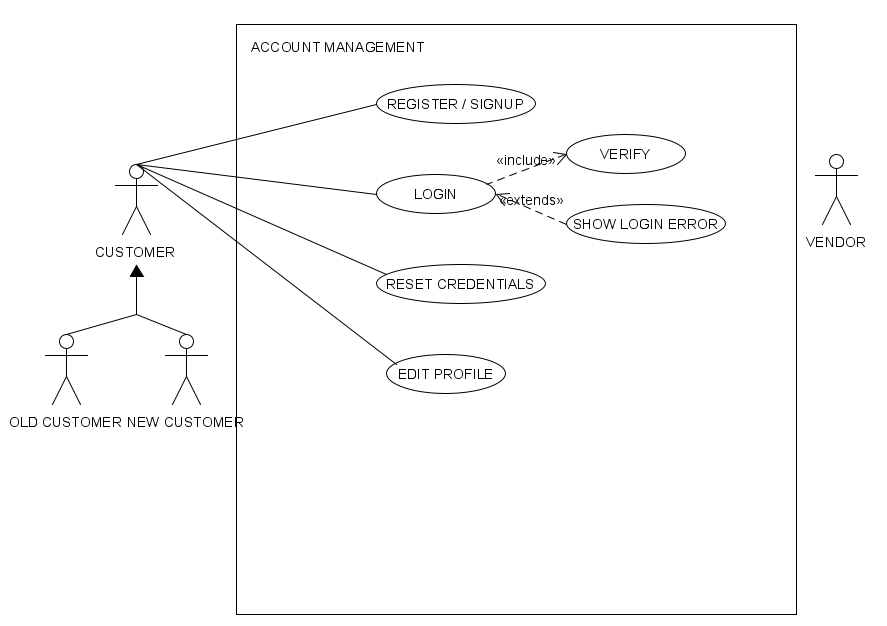 ACCOUNT MANAGEMENT
REGISTER / SIGNUP
«include»
VERIFY
LOGIN
«extends»
SHOW LOGIN ERROR
CUSTOMER
VENDOR
RESET CREDENTIALS
EDIT PROFILE
OLD CUSTOMER
NEW CUSTOMER